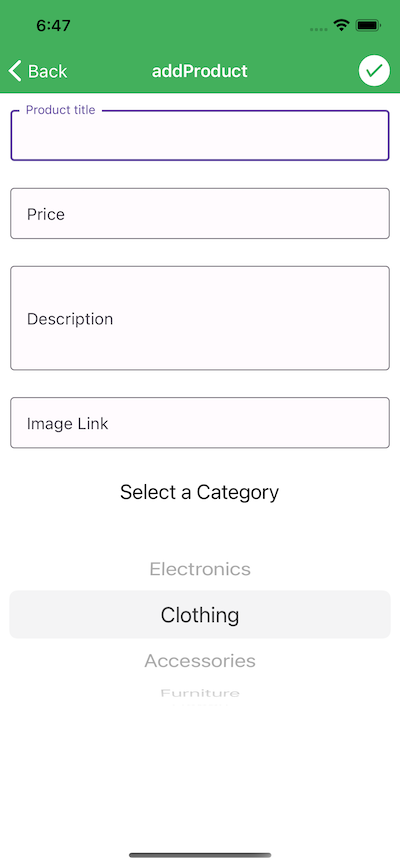 6:47
Back
addProduct
Product title
Price
Description
Image Link
Select a Category
Electronics
Clothing
Accessories
Furniture